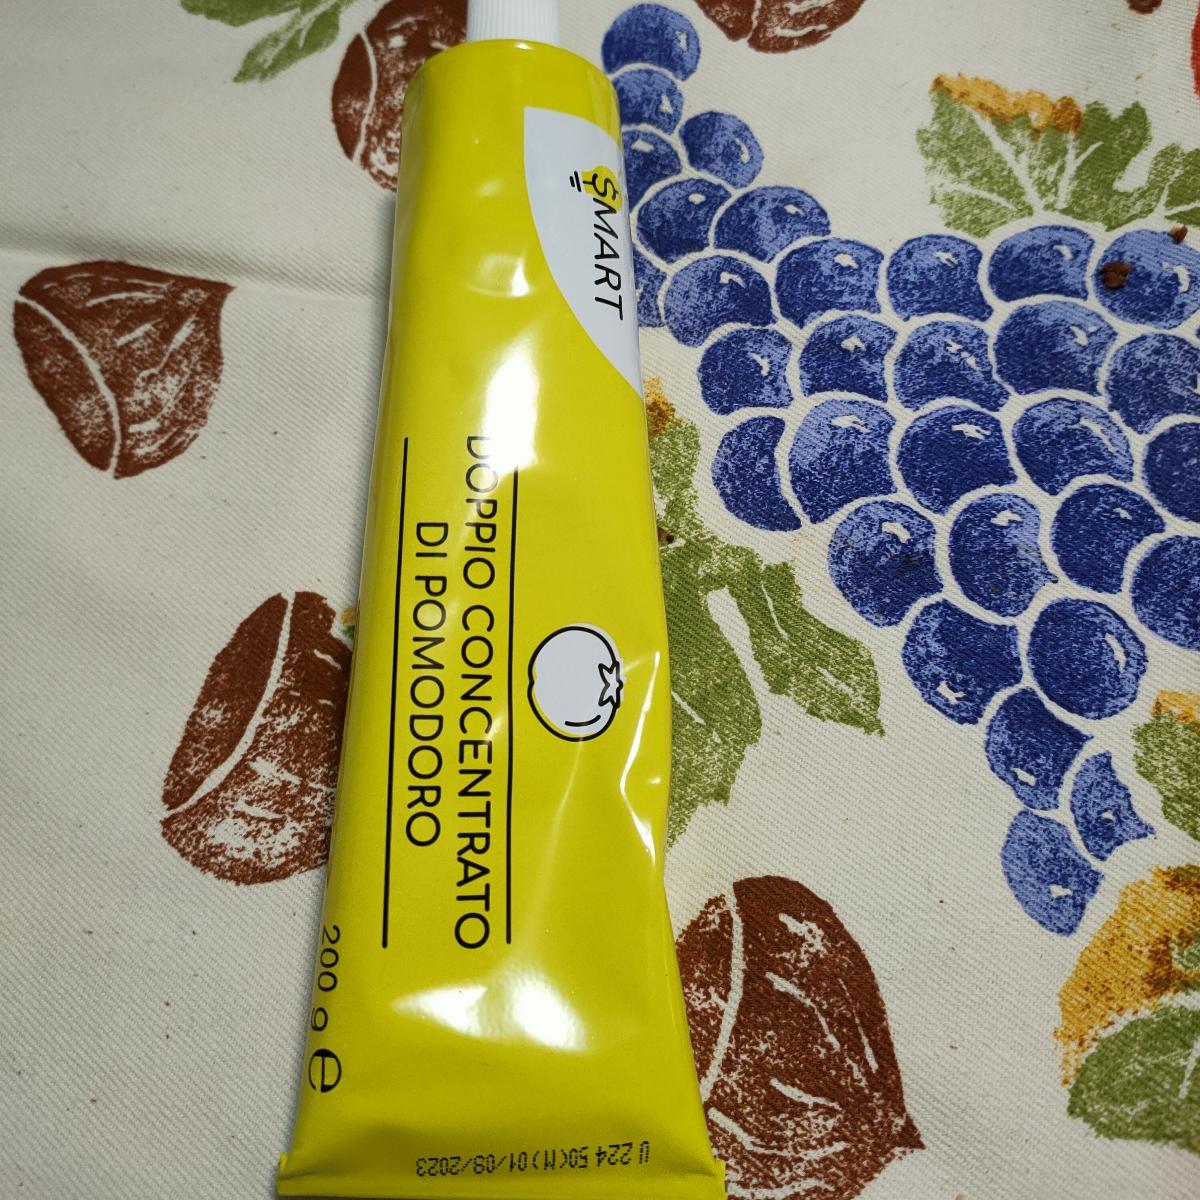 SMART
DOPPIO CONCENTRATO
DI POMODORO
200 g e
U 224 50(M)01/08/2023